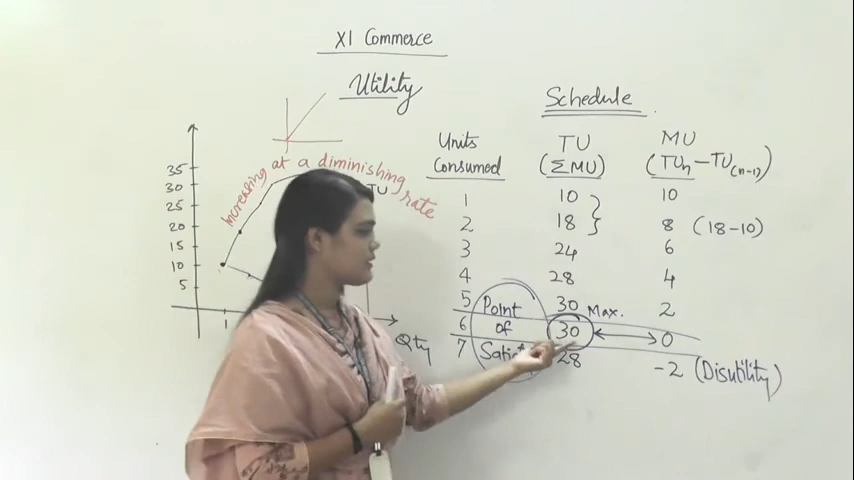 XI Commerce
Utility
Schedule
Increasing at a diminishing rate
TU
35
30
25
20
15
10
5
1
Qty
Units Consumed TU (ΣMU) MU (TUn - TU(n-1))
1 10 10
2 18 8 (18-10)
3 24 6
4 28 4
5 30 Max. 2
6 30 0
7 28 -2 (Disutility)
Point
of